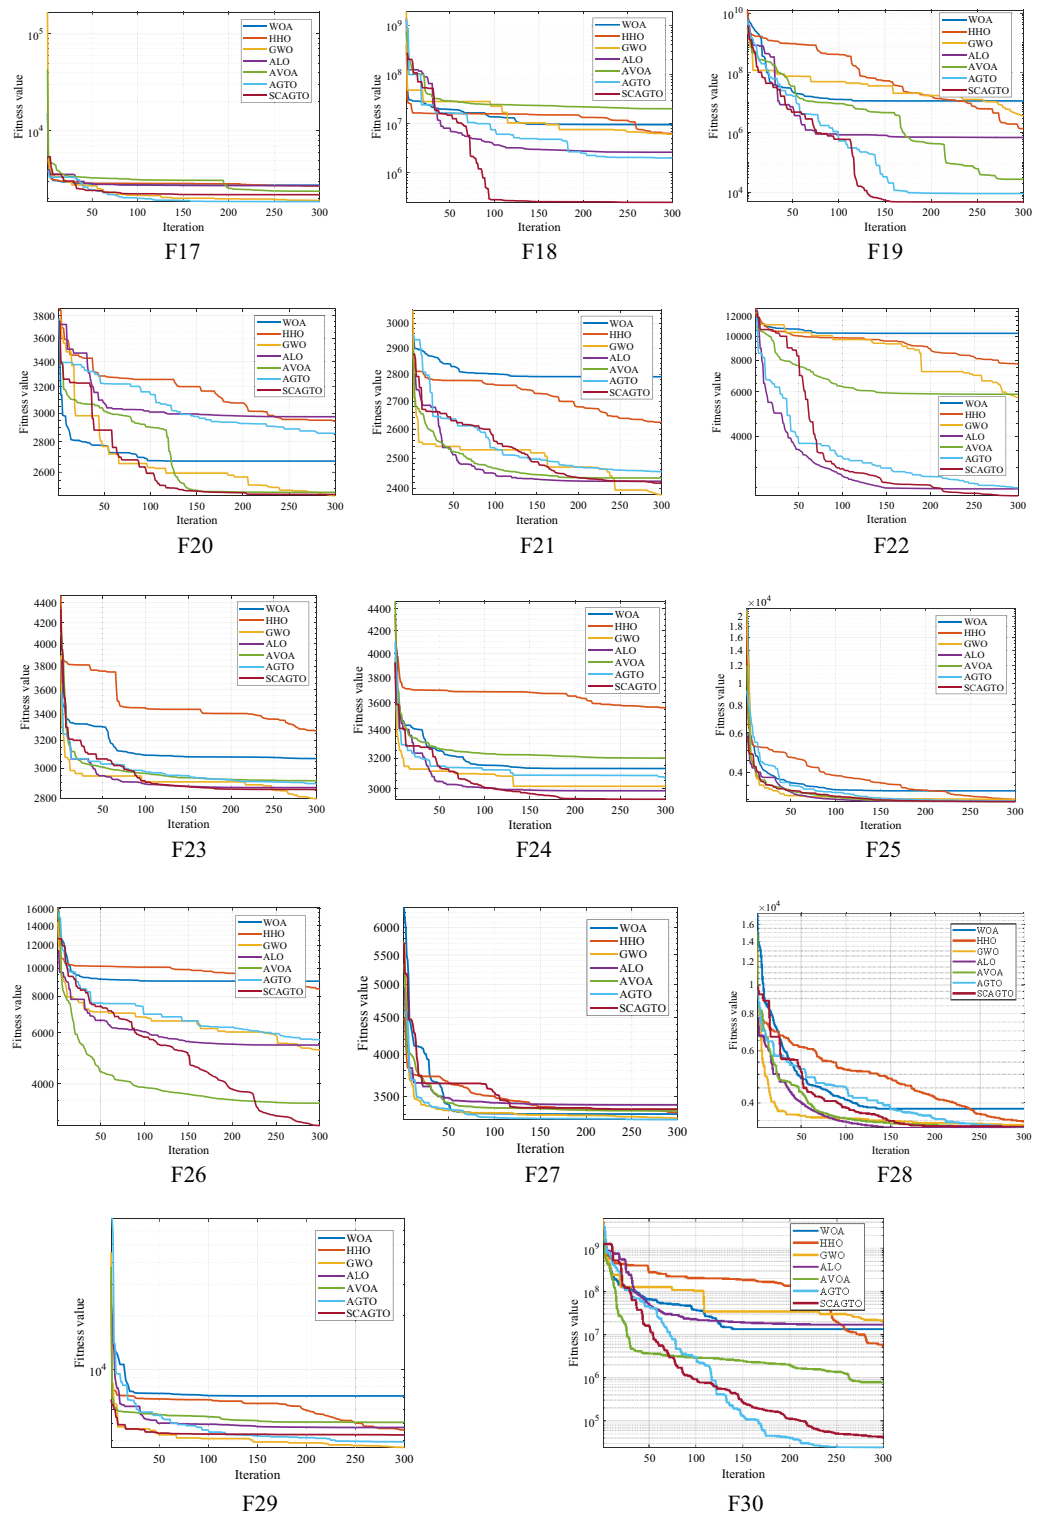 Fitness value
10^5
10^4
WOA
HHO
GWO
ALO
AVOA
AGTO
SCAGTO
50 100 150 200 250 300
Iteration
F17
Fitness value
10^9
10^8
10^7
10^6
WOA
HHO
GWO
ALO
AVOA
AGTO
SCAGTO
50 100 150 200 250 300
Iteration
F18
Fitness value
10^10
10^8
10^6
10^4
WOA
HHO
GWO
ALO
AVOA
AGTO
SCAGTO
50 100 150 200 250 300
Iteration
F19
Fitness value
3800
3600
3400
3200
3000
2800
2600
WOA
HHO
GWO
ALO
AVOA
AGTO
SCAGTO
50 100 150 200 250 300
Iteration
F20
Fitness value
3000
2900
2800
2700
2600
2500
2400
WOA
HHO
GWO
ALO
AVOA
AGTO
SCAGTO
50 100 150 200 250 300
Iteration
F21
Fitness value
12000
10000
8000
6000
4000
WOA
HHO
GWO
ALO
AVOA
AGTO
SCAGTO
50 100 150 200 250 300
Iteration
F22
Fitness value
4400
4200
4000
3800
3600
3400
3200
3000
2800
WOA
HHO
GWO
ALO
AVOA
AGTO
SCAGTO
50 100 150 200 250 300
Iteration
F23
Fitness value
4400
4200
4000
3800
3600
3400
3200
3000
WOA
HHO
GWO
ALO
AVOA
AGTO
SCAGTO
50 100 150 200 250 300
Iteration
F24
×10^4
Fitness value
2
1.8
1.6
1.4
1.2
1
0.8
0.6
0.4
WOA
HHO
GWO
ALO
AVOA
AGTO
SCAGTO
50 100 150 200 250 300
Iteration
F25
Fitness value
16000
14000
12000
10000
8000
6000
4000
WOA
HHO
GWO
ALO
AVOA
AGTO
SCAGTO
50 100 150 200 250 300
Iteration
F26
Fitness value
6000
5500
5000
4500
4000
3500
WOA
HHO
GWO
ALO
AVOA
AGTO
SCAGTO
50 100 150 200 250 300
Iteration
F27
×10^4
Fitness value
1.6
1.4
1.2
1
0.8
0.6
0.4
WOA
HHO
GWO
ALO
AVOA
AGTO
SCAGTO
50 100 150 200 250 300
Iteration
F28
Fitness value
10^4
WOA
HHO
GWO
ALO
AVOA
AGTO
SCAGTO
50 100 150 200 250 300
Iteration
F29
Fitness value
10^9
10^8
10^7
10^6
10^5
WOA
HHO
GWO
ALO
AVOA
AGTO
SCAGTO
50 100 150 200 250 300
Iteration
F30